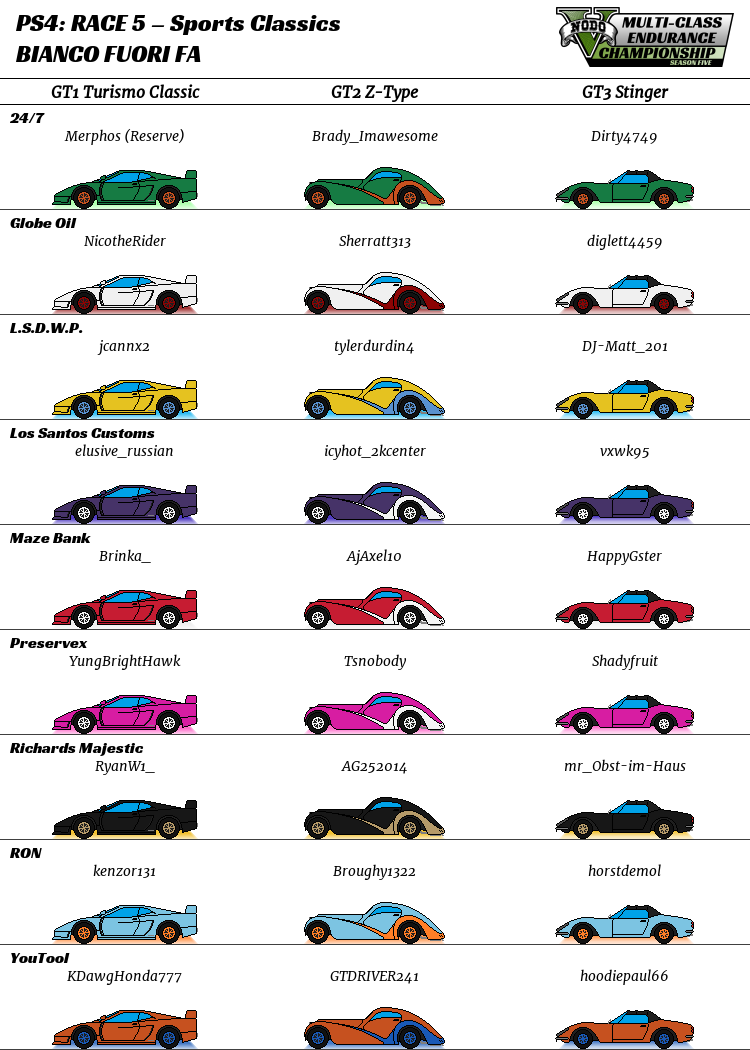 PS4: RACE 5 – Sports Classics
BIANCO FUORI FA
V
NODO
MULTI-CLASS
ENDURANCE
CHAMPIONSHIP
SEASON FIVE
GT1 Turismo Classic GT2 Z-Type GT3 Stinger
24/7
Merphos (Reserve) Brady_Imawesome Dirty4749
Globe Oil
NicotheRider Sherratt313 diglett4459
L.S.D.W.P.
jcannx2 tylerdurdin4 DJ-Matt_201
Los Santos Customs
elusive_russian icyhot_2kcenter vxwk95
Maze Bank
Brinka_ AjAxel10 HappyGster
Preservex
YungBrightHawk Tsnobody Shadyfruit
Richards Majestic
RyanW1_ AG252014 mr_Obst-im-Haus
RON
kenzor131 Broughy1322 horstdemol
YouTool
KDawgHonda777 GTDRIVER241 hoodiepaul66